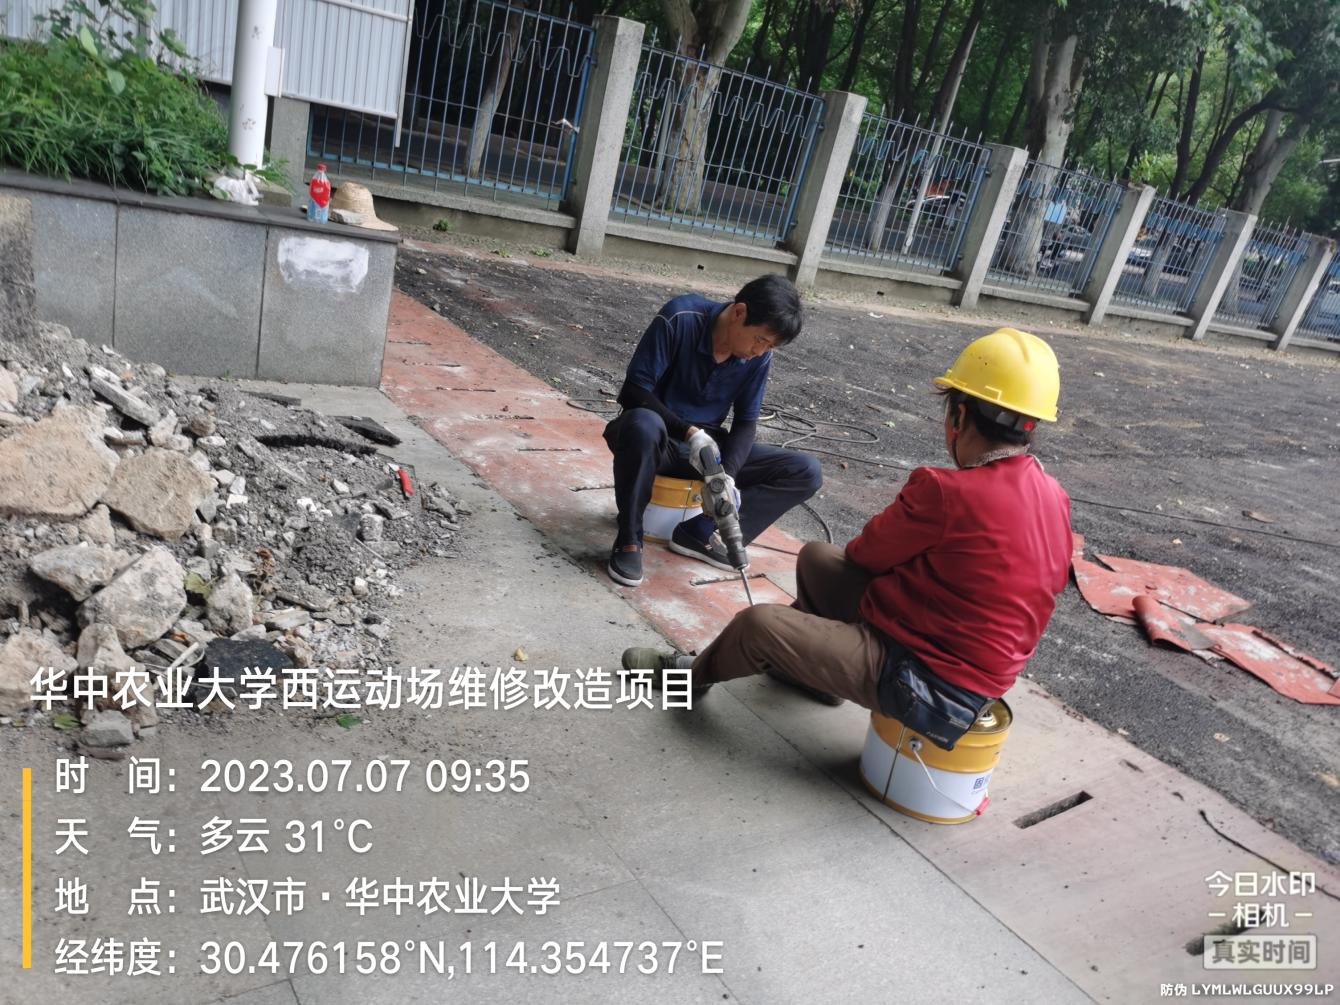 华中农业大学西运动场维修改造项目
时 间：2023.07.07 09:35
天 气：多云 31℃
地 点：武汉市·华中农业大学
经纬度：30.476158°N,114.354737°E
今日水印
-相机-
真实时间
防伪 LYMLWLGUUX99LP